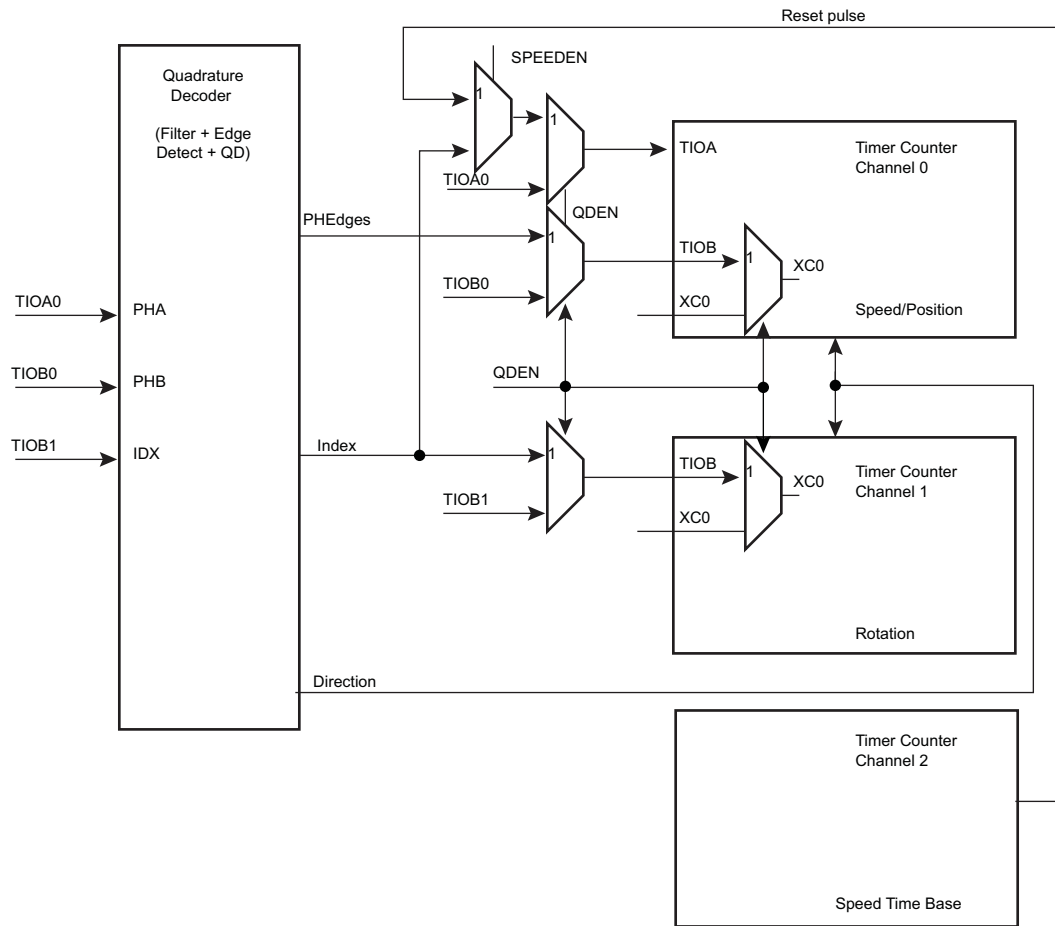 Reset pulse
SPEEDEN
Quadrature
Decoder
(Filter + Edge
Detect + QD)
1
1
TIOA
Timer Counter
Channel 0
TIOA0
QDEN
PHEdges
1
TIOB
1
XC0
TIOB0
XC0
Speed/Position
TIOA0
PHA
TIOB0
PHB
QDEN
TIOB1
IDX
Index
1
TIOB
1
XC0
Timer Counter
Channel 1
TIOB1
XC0
Rotation
Direction
Timer Counter
Channel 2
Speed Time Base